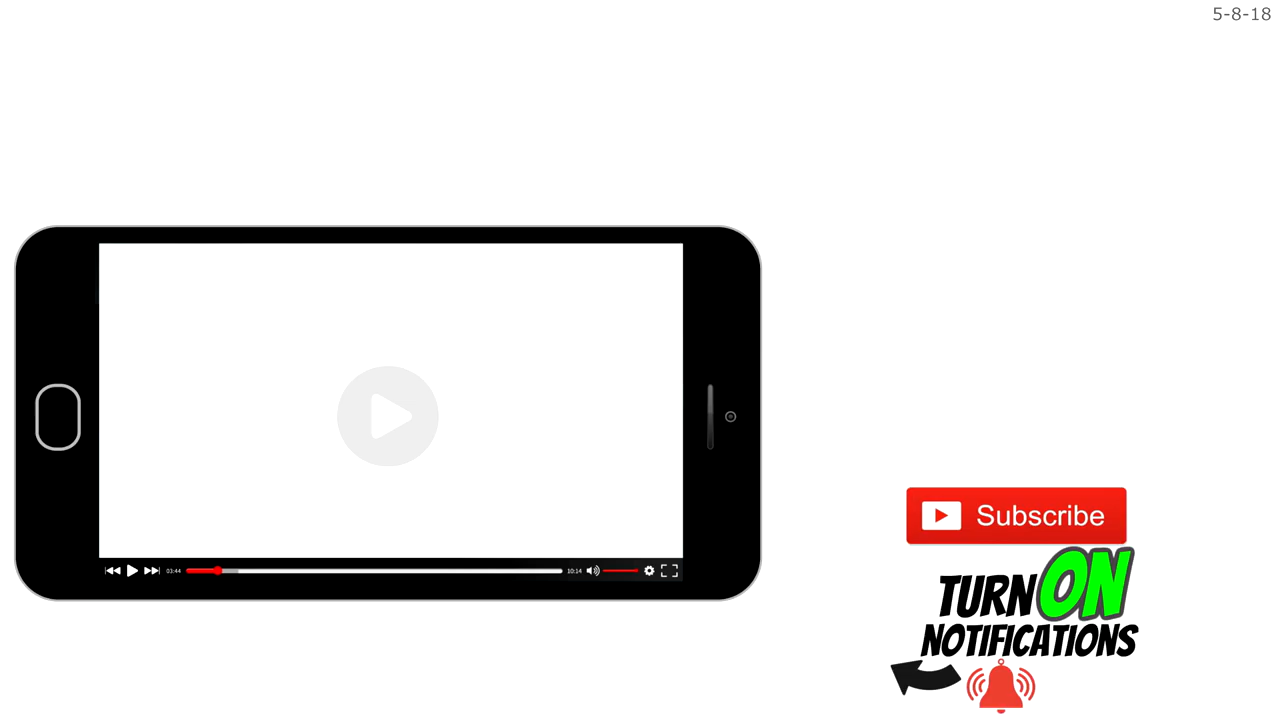 5-8-18
03:44
10:14
Subscribe
TURN ON
NOTIFICATIONS